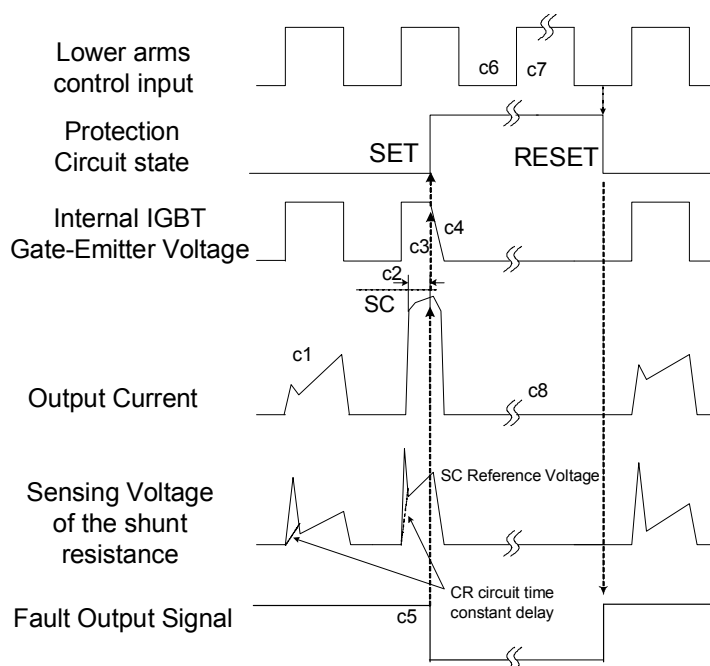 Lower arms
control input
c6
c7
Protection
Circuit state
SET
RESET
Internal IGBT
Gate-Emitter Voltage
c4
c3
c2
SC
c1
Output Current
c8
SC Reference Voltage
Sensing Voltage
of the shunt
resistance
CR circuit time
constant delay
Fault Output Signal
c5